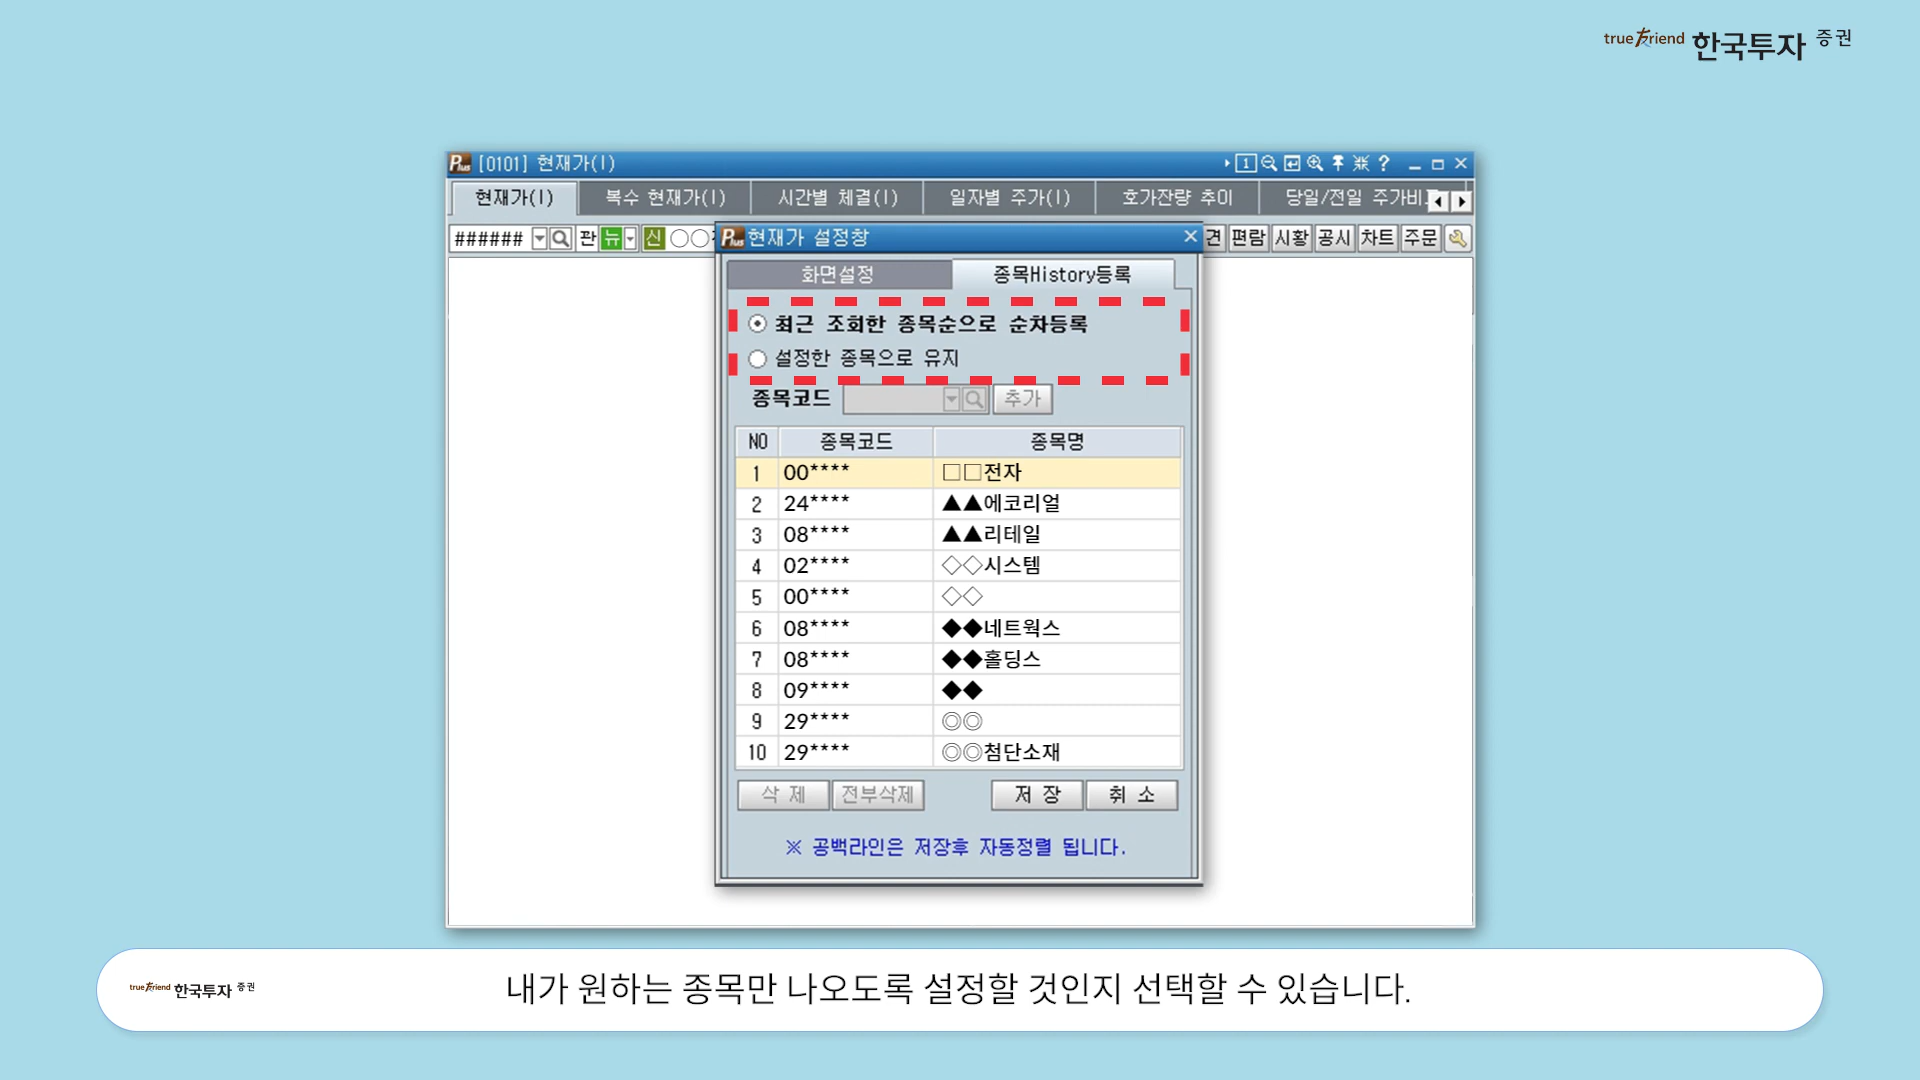 true friend 한국투자 증권
Plus [0101] 현재가(I)
현재가(I) 복수 현재가(I) 시간별 체결(I) 일자별 주가(I) 호가잔량 추이 당일/전일 주가비
###### 관 뉴 신 ○○ 견 편람 시황 공시 차트 주문
Plus 현재가 설정창
화면설정 종목History등록
최근 조회한 종목순으로 순차등록
설정한 종목으로 유지
종목코드 추가
NO 종목코드 종목명
1 00**** □□전자
2 24**** ▲▲에코리얼
3 08**** ▲▲리테일
4 02**** ◇◇시스템
5 00**** ◇◇
6 08**** ◆◆네트웍스
7 08**** ◆◆홀딩스
8 09**** ◆◆
9 29**** ◎◎
10 29**** ◎◎첨단소재
삭 제 전부삭제 저 장 취 소
※ 공백라인은 저장후 자동정렬 됩니다.
true friend 한국투자 증권
내가 원하는 종목만 나오도록 설정할 것인지 선택할 수 있습니다.